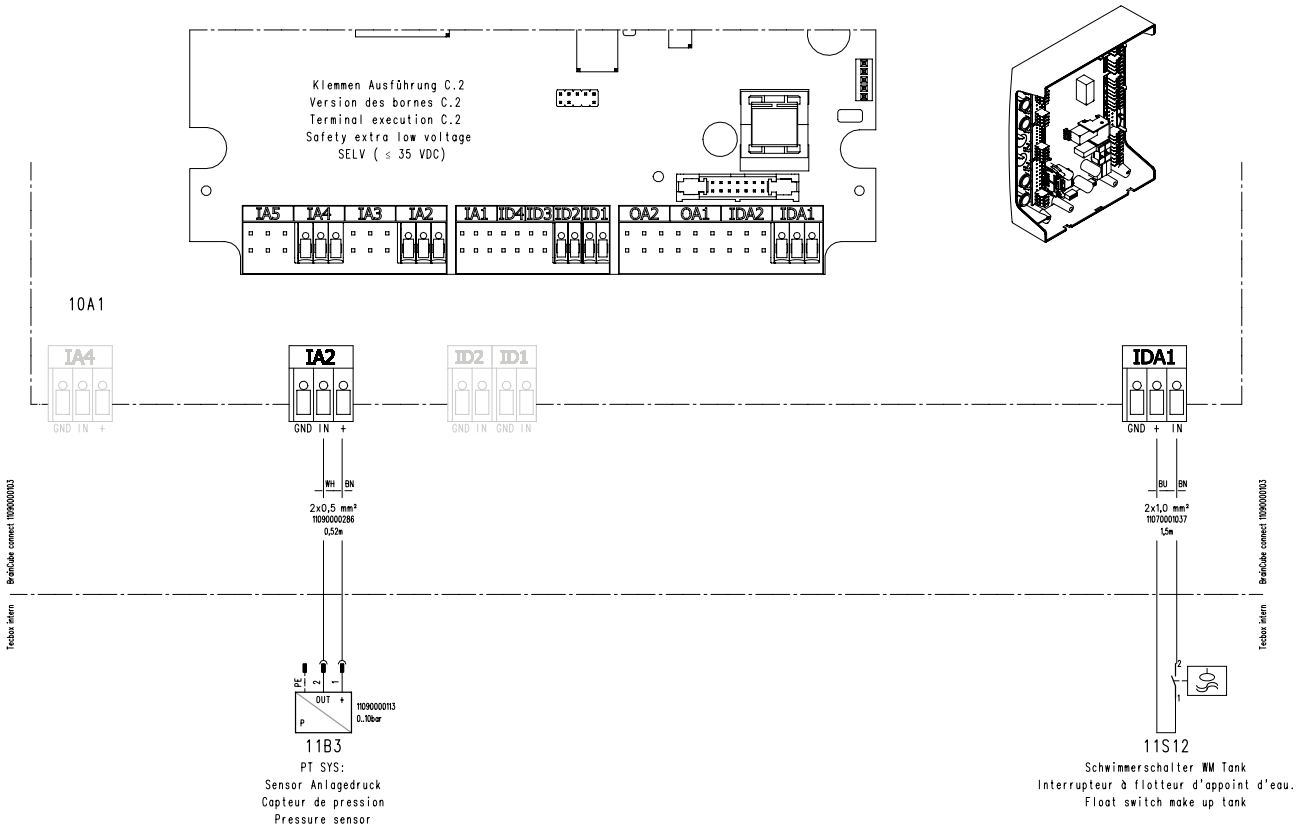 Klemmen Ausführung C.2
Version des bornes C.2
Terminal execution C.2
Safety extra low voltage
SELV ( ≤ 35 VDC)
IA5 IA4 IA3 IA2 IA1 ID4 ID3 ID2 ID1 OA2 OA1 IDA2 IDA1
10A1
IA4 IA2 ID2 ID1 IDA1
GND IN + GND IN + GND IN GND IN GND + IN
WH BN
2x0,5 mm²
11090000286
0,52m
BU BN
2x1,0 mm²
11070001037
1,5m
BrainCube connect 11090000103
Tecbox intern
BrainCube connect 11090000103
Tecbox intern
PE 2 1
OUT +
P
11090000113
0..10bar
2
1
11B3
PT SYS:
Sensor Anlagedruck
Capteur de pression
Pressure sensor
11S12
Schwimmerschalter WM Tank
Interrupteur à flotteur d'appoint d'eau.
Float switch make up tank